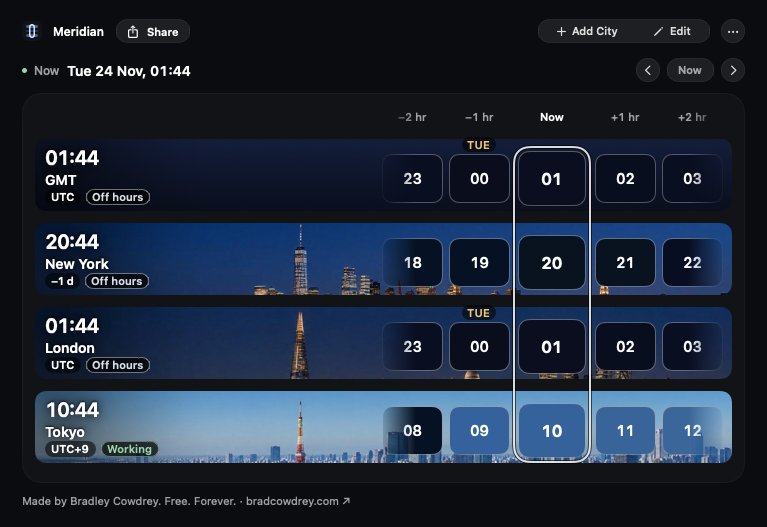 Meridian Share + Add City Edit ...
Now Tue 24 Nov, 01:44 Now
−2 hr −1 hr Now +1 hr +2 hr
01:44
GMT
UTC Off hours
TUE
23 00 01 02 03
20:44
New York
−1 d Off hours
18 19 20 21 22
01:44
London
UTC Off hours
TUE
23 00 01 02 03
10:44
Tokyo
UTC+9 Working
08 09 10 11 12
Made by Bradley Cowdrey. Free. Forever. · bradcowdrey.com ↗